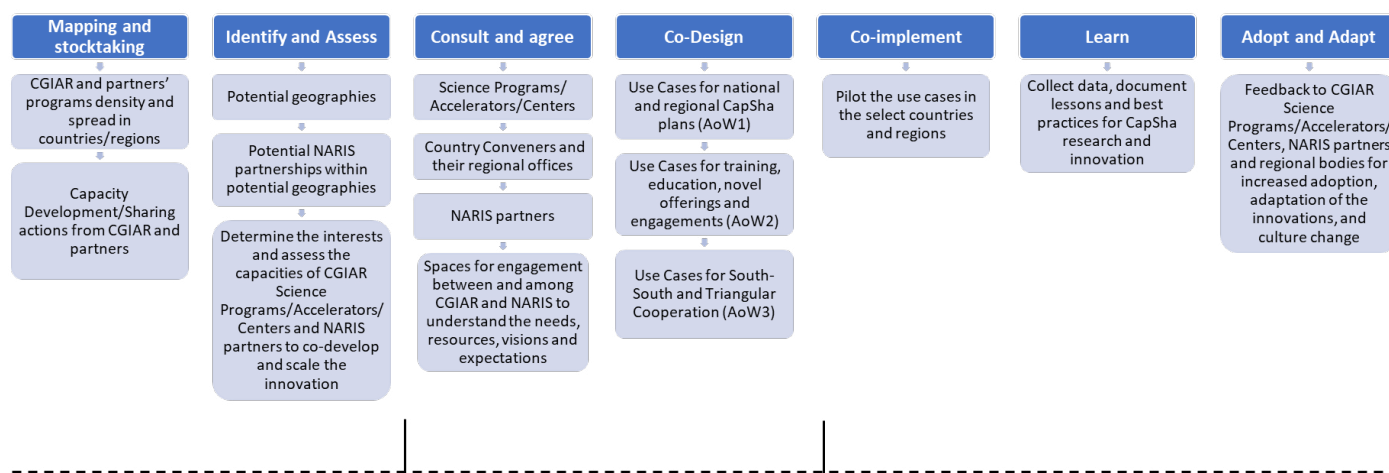 Mapping and
stocktaking
CGIAR and partners'
programs density and
spread in
countries/regions
Capacity
Development/Sharing
actions from CGIAR and
partners
Identify and Assess
Potential geographies
Potential NARIS
partnerships within
potential geographies
Determine the interests
and assess the
capacities of CGIAR
Science
Programs/Accelerators/
Centers and NARIS
partners to co-develop
and scale the
innovation
Consult and agree
Science Programs/
Accelerators/Centers
Country Conveners and
their regional offices
NARIS partners
Spaces for engagement
between and among
CGIAR and NARIS to
understand the needs,
resources, visions and
expectations
Co-Design
Use Cases for national
and regional CapSha
plans (AoW1)
Use Cases for training,
education, novel
offerings and
engagements (AoW2)
Use Cases for South-
South and Triangular
Cooperation (AoW3)
Co-implement
Pilot the use cases in
the select countries
and regions
Learn
Collect data, document
lessons and best
practices for CapSha
research and
innovation
Adopt and Adapt
Feedback to CGIAR
Science
Programs/Accelerators/
Centers, NARIS partners
and regional bodies for
increased adoption,
adaptation of the
innovations, and
culture change